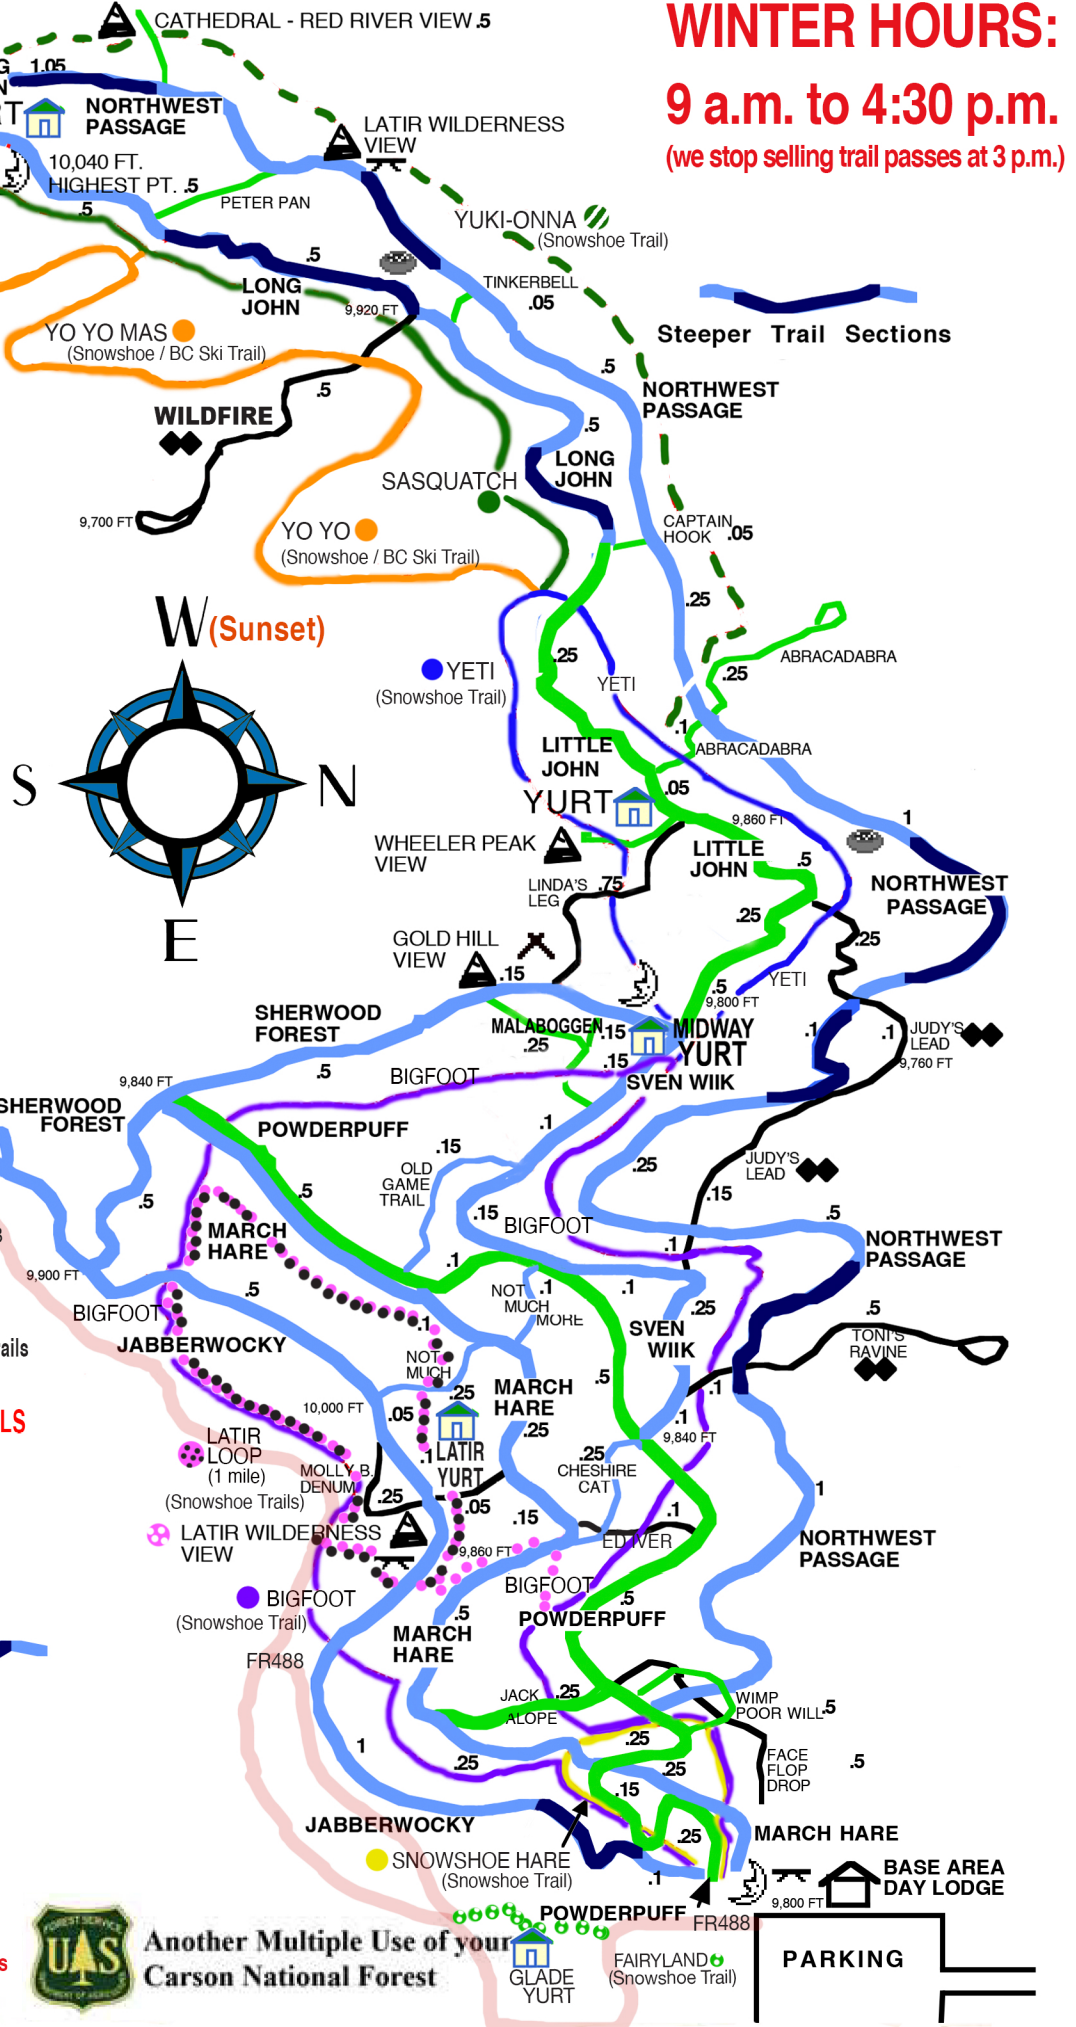 WINTER HOURS:
9 a.m. to 4:30 p.m.
(we stop selling trail passes at 3 p.m.)
CATHEDRAL - RED RIVER VIEW .5
1.05
NORTHWEST
PASSAGE
LATIR WILDERNESS
VIEW
10,040 FT.
HIGHEST PT. .5
PETER PAN
.5
YUKI-ONNA
(Snowshoe Trail)
.5
LONG
JOHN
TINKERBELL
.05
9,920 FT
Steeper Trail Sections
YO YO MAS
(Snowshoe / BC Ski Trail)
.5
.5
NORTHWEST
PASSAGE
WILDFIRE
.5
LONG
JOHN
SASQUATCH
9,700 FT
YO YO
(Snowshoe / BC Ski Trail)
CAPTAIN
HOOK .05
W (Sunset)
S
N
E
.25
.25
ABRACADABRA
.25
YETI
(Snowshoe Trail)
YETI
.1
ABRACADABRA
LITTLE
JOHN
.05
YURT
9,860 FT
1
WHEELER PEAK
VIEW
LITTLE
JOHN
.5
LINDA'S
LEG
.75
NORTHWEST
PASSAGE
.25
.25
GOLD HILL
VIEW
.15
YETI
.5
9,800 FT
SHERWOOD
FOREST
MALABOGGEN
.25
.15
.15
MIDWAY
YURT
.1
.1
JUDY'S
LEAD
9,760 FT
.5
BIGFOOT
SVEN WIIK
9,840 FT
SHERWOOD
FOREST
POWDERPUFF
.1
.15
OLD
GAME
TRAIL
.25
JUDY'S
LEAD
.15
.5
.5
.15
BIGFOOT
.5
NORTHWEST
PASSAGE
MARCH
HARE
.1
.1
9,900 FT
.5
BIGFOOT
NOT
MUCH
MORE
.1
.1
.25
.5
JABBERWOCKY
.1
SVEN
WIIK
TONI'S
RAVINE
ails
NOT
MUCH
.25
MARCH
HARE
.25
.5
.1
LS
10,000 FT
.05
.1
9,840 FT
LATIR
LOOP
(1 mile)
(Snowshoe Trails)
.1
LATIR
YURT
.25
CHESHIRE
CAT
MOLLY B.
DENUM
.25
.05
.15
.1
1
LATIR WILDERNESS
VIEW
9,860 FT
ED IVER
NORTHWEST
PASSAGE
BIGFOOT
(Snowshoe Trail)
BIGFOOT
.5
.5
POWDERPUFF
MARCH
HARE
FR488
JACK
ALOPE
.25
WIMP
POOR WILL .5
1
.25
.25
.25
FACE
FLOP
DROP
.5
.15
JABBERWOCKY
.25
MARCH HARE
SNOWSHOE HARE
(Snowshoe Trail)
.1
9,800 FT
BASE AREA
DAY LODGE
POWDERPUFF
FR488
FOREST SERVICE
UAS
DEPARTMENT OF AGRICULTURE
Another Multiple Use of your
Carson National Forest
GLADE
YURT
FAIRYLAND
(Snowshoe Trail)
PARKING